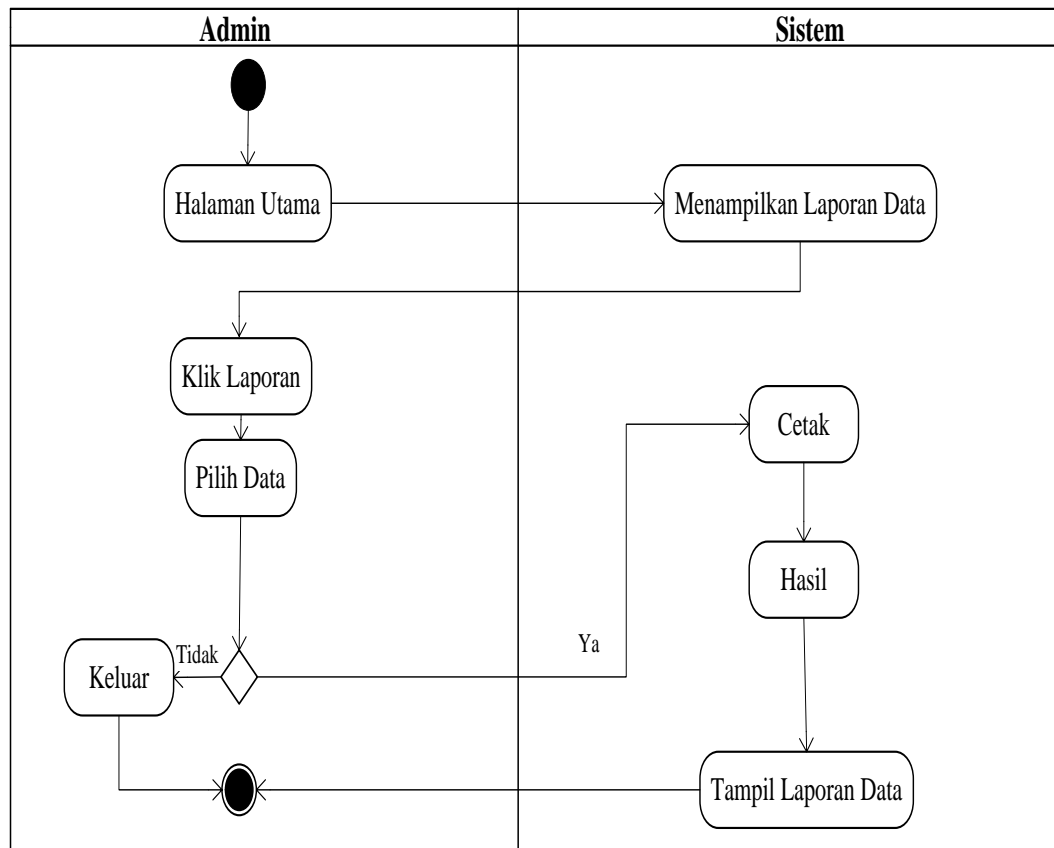 Admin
Sistem
Halaman Utama
Menampilkan Laporan Data
Klik Laporan
Cetak
Pilih Data
Hasil
Tidak
Ya
Keluar
Tampil Laporan Data